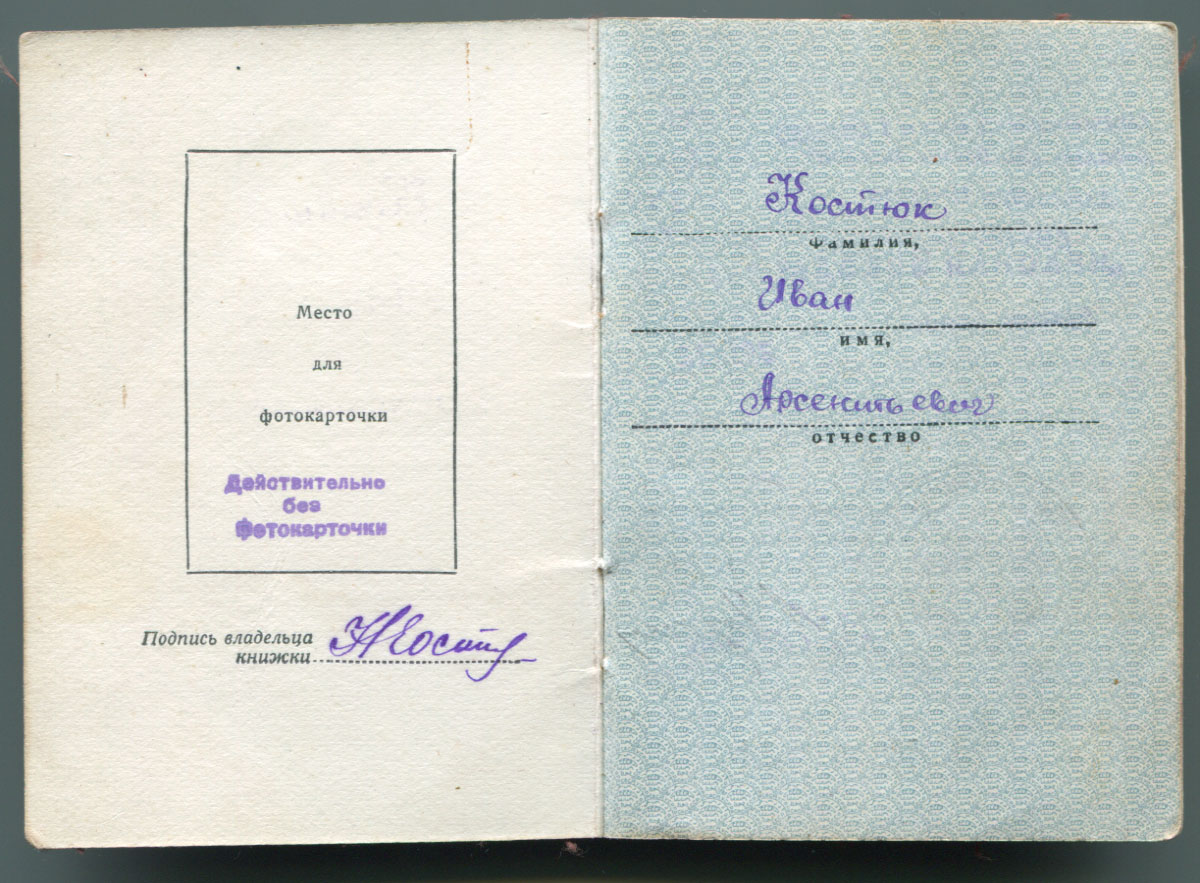 Место
для
фотокарточки
Действительно
без
фотокарточки
Подпись владельца
книжки
Костюк
фамилия,
Иван
имя,
Арсентьевич
отчество